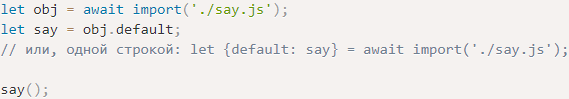 let obj = await import('./say.js');
let say = obj.default;
// или, одной строкой: let {default: say} = await import('./say.js');
say();